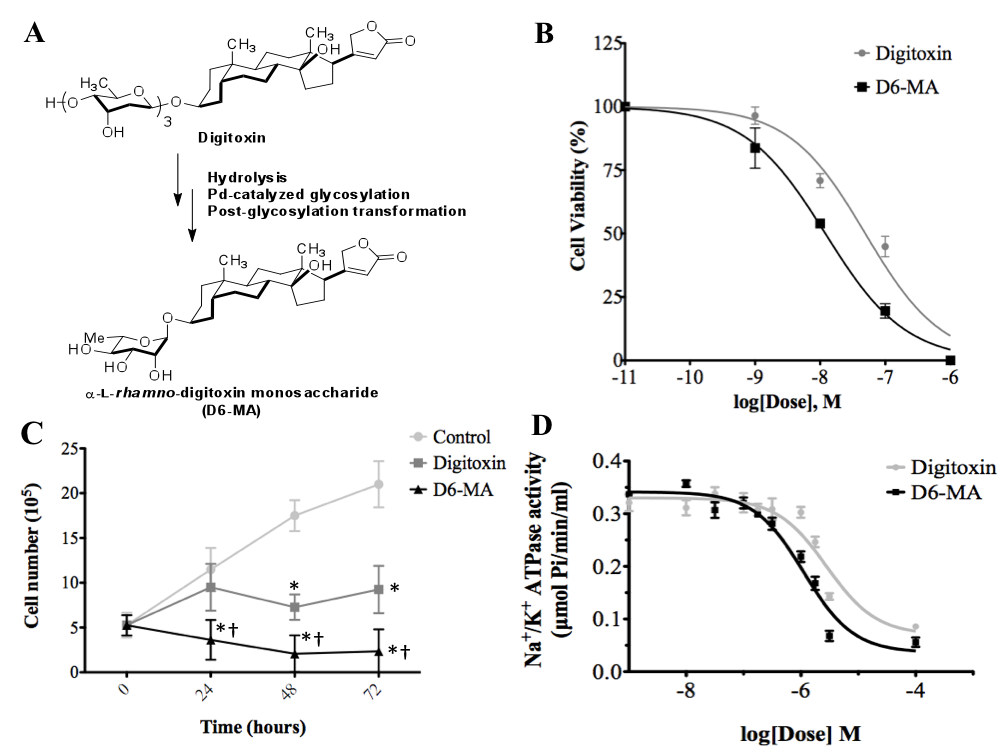 A
CH3
CH3
OH
O
O
H3C
H(O
O
O
)3
OH
Digitoxin
Hydrolysis
Pd-catalyzed glycosylation
Post-glycosylation transformation
CH3
CH3
OH
O
O
O
Me
O
HO
HO
OH
α-L-rhamno-digitoxin monosaccharide
(D6-MA)
B
125
100
75
50
25
0
Cell Viability (%)
Digitoxin
D6-MA
-11
-10
-9
-8
-7
-6
log[Dose], M
C
25
20
15
10
5
0
Cell number (10⁵)
Control
Digitoxin
D6-MA
*
*
*†
*†
*†
0
24
48
72
Time (hours)
D
0.4
0.3
0.2
0.1
0.0
Na⁺/K⁺ ATPase activity
(µmol Pi/min/ml)
Digitoxin
D6-MA
-8
-6
-4
log[Dose] M